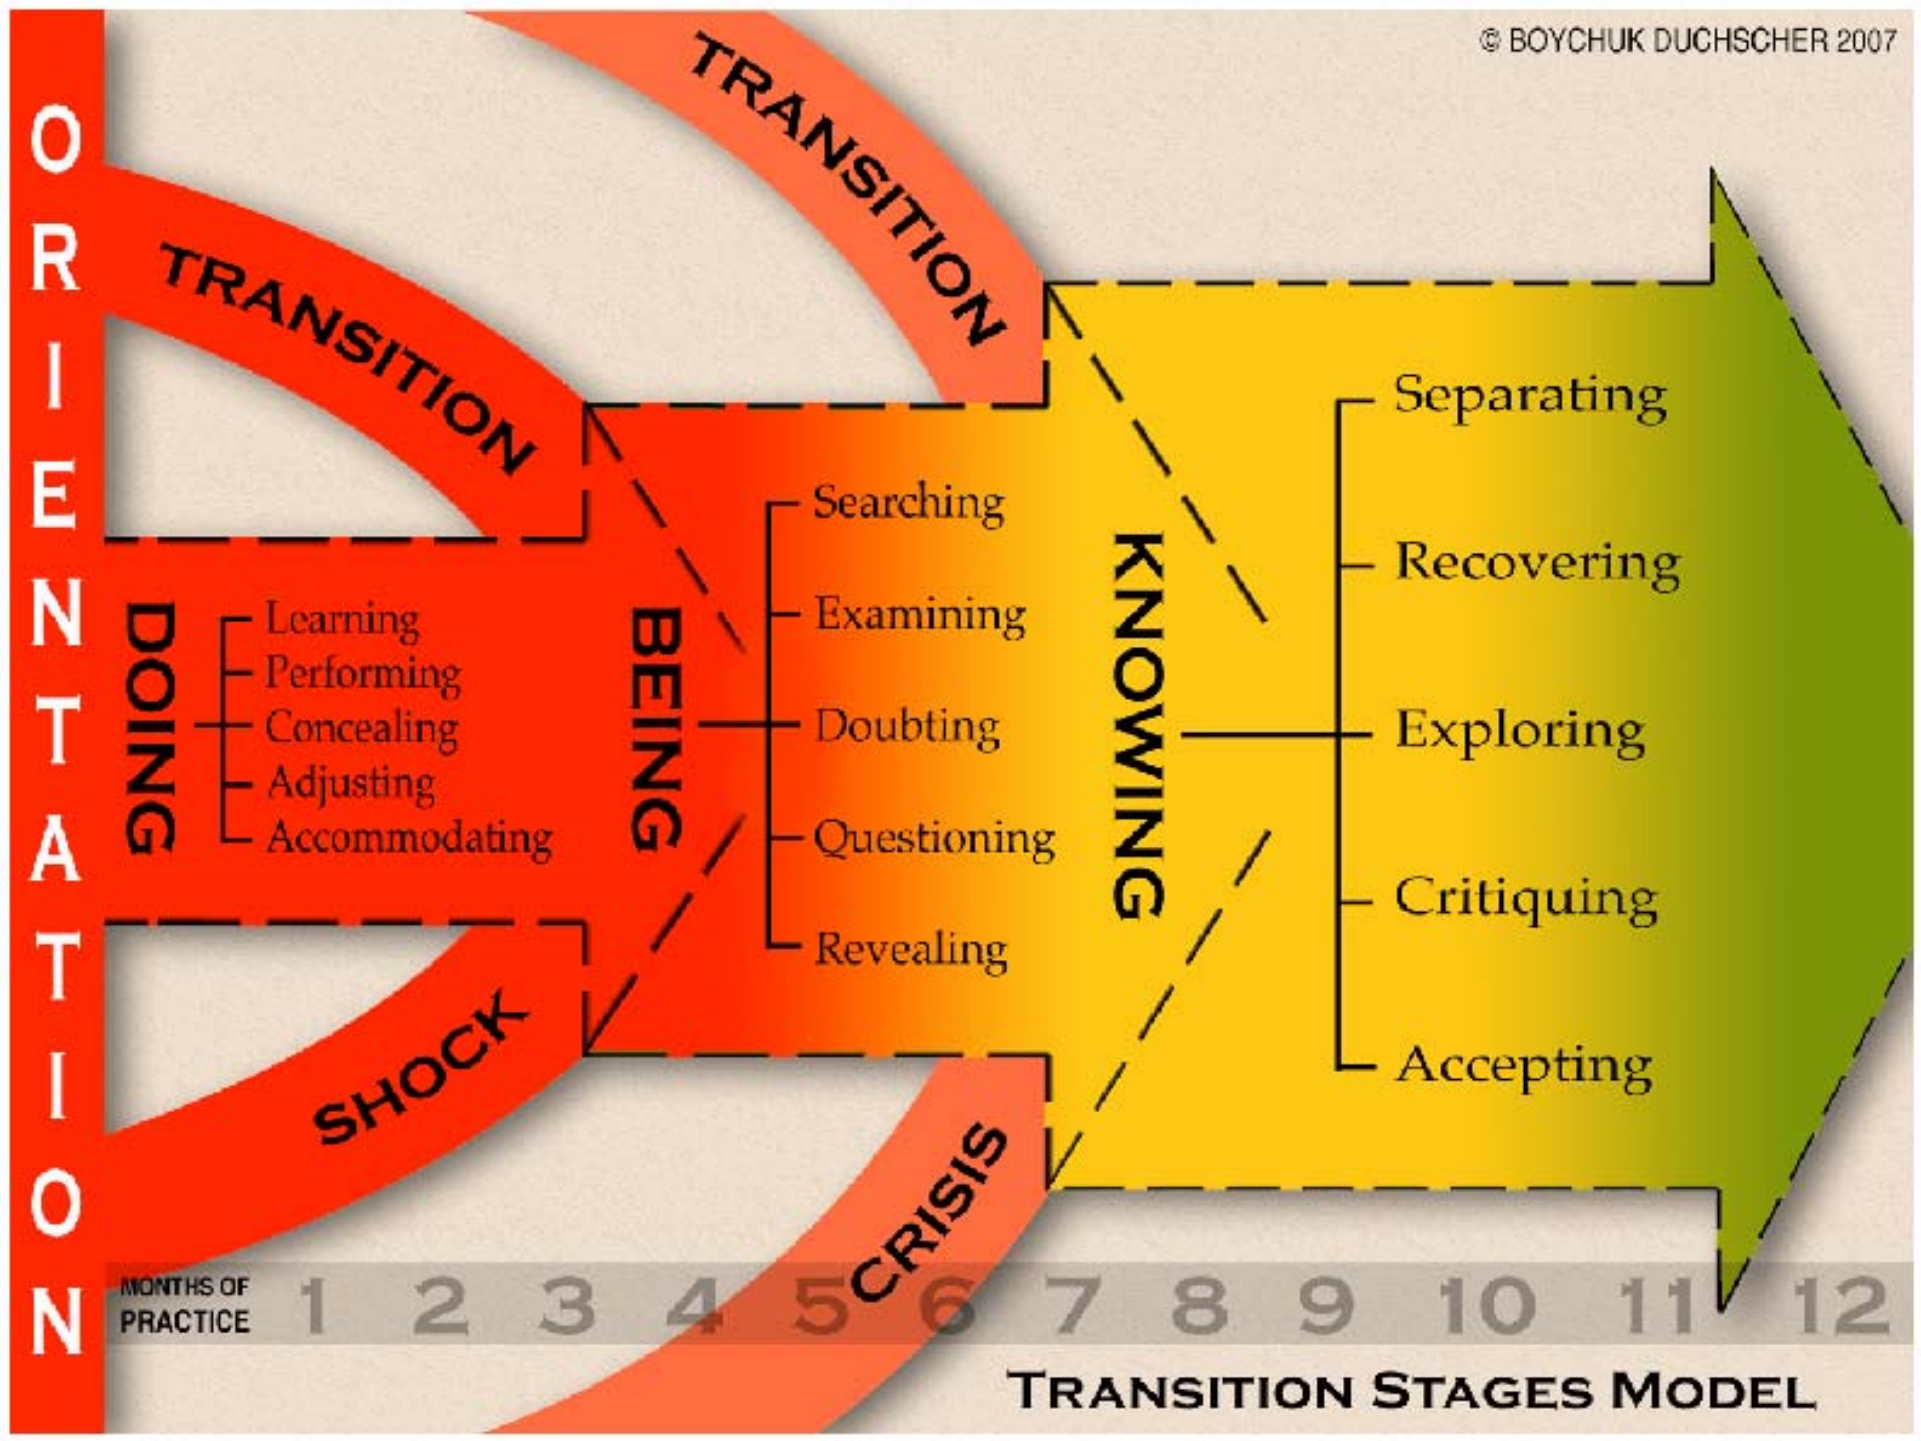 © BOYCHUK DUCHSCHER 2007
ORIENTATION
TRANSITION
TRANSITION
DOING
Learning
Performing
Concealing
Adjusting
Accommodating
BEING
Searching
Examining
Doubting
Questioning
Revealing
KNOWING
Separating
Recovering
Exploring
Critiquing
Accepting
SHOCK
CRISIS
MONTHS OF
PRACTICE
1 2 3 4 5 6 7 8 9 10 11 12
TRANSITION STAGES MODEL